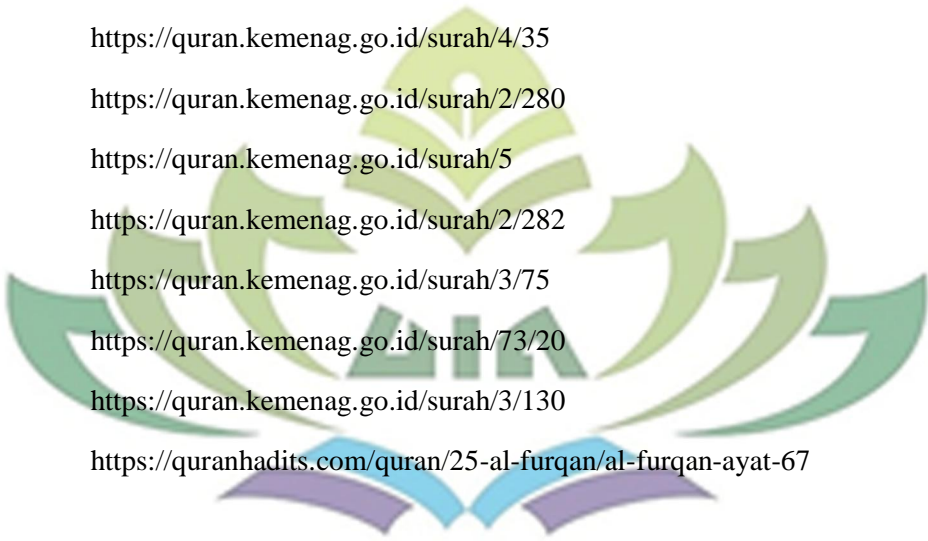 https://quran.kemenag.go.id/surah/4/35
https://quran.kemenag.go.id/surah/2/280
https://quran.kemenag.go.id/surah/5
https://quran.kemenag.go.id/surah/2/282
https://quran.kemenag.go.id/surah/3/75
https://quran.kemenag.go.id/surah/73/20
https://quran.kemenag.go.id/surah/3/130
https://quranhadits.com/quran/25-al-furqan/al-furqan-ayat-67